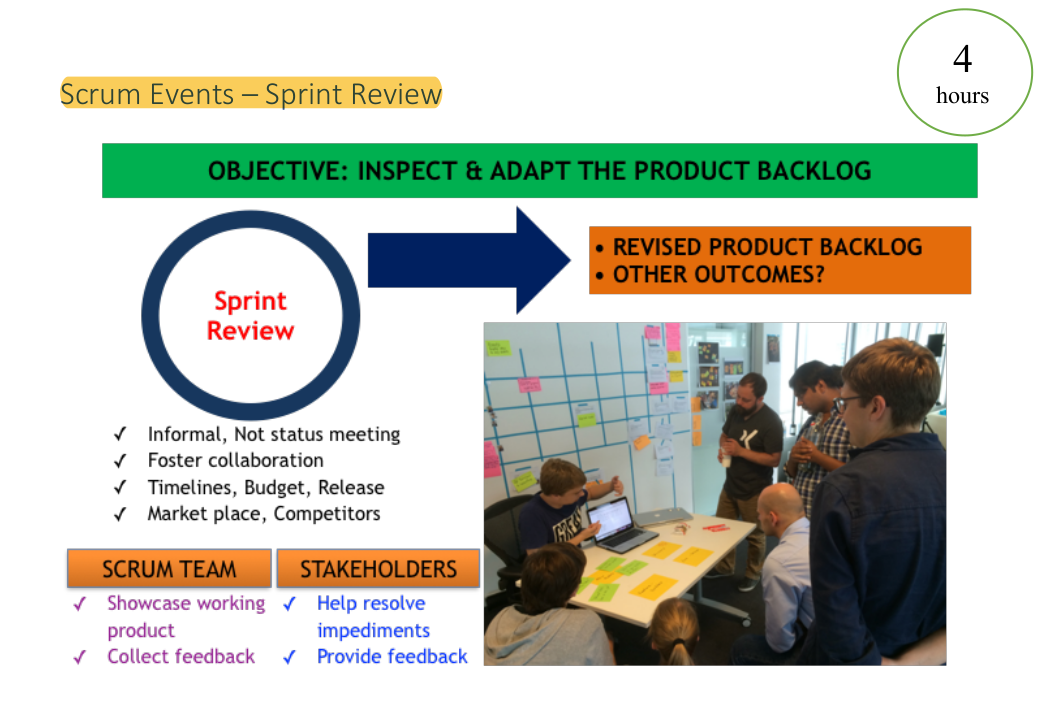 4
hours
Scrum Events – Sprint Review
OBJECTIVE: INSPECT & ADAPT THE PRODUCT BACKLOG
• REVISED PRODUCT BACKLOG
• OTHER OUTCOMES?
Sprint
Review
✓ Informal, Not status meeting
✓ Foster collaboration
✓ Timelines, Budget, Release
✓ Market place, Competitors
SCRUM TEAM
✓ Showcase working
product
✓ Collect feedback
STAKEHOLDERS
✓ Help resolve
impediments
✓ Provide feedback